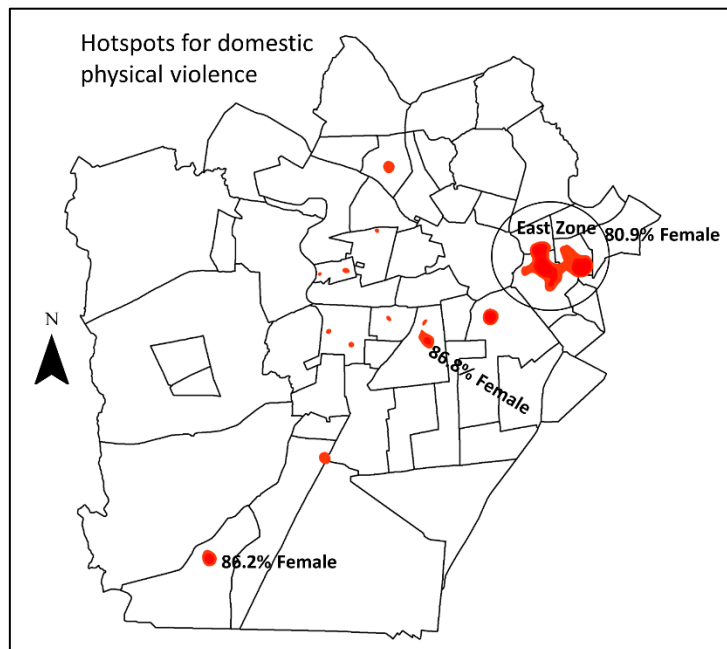 Hotspots for domestic
physical violence
East Zone
80.9% Female
N
86.8% Female
86.2% Female